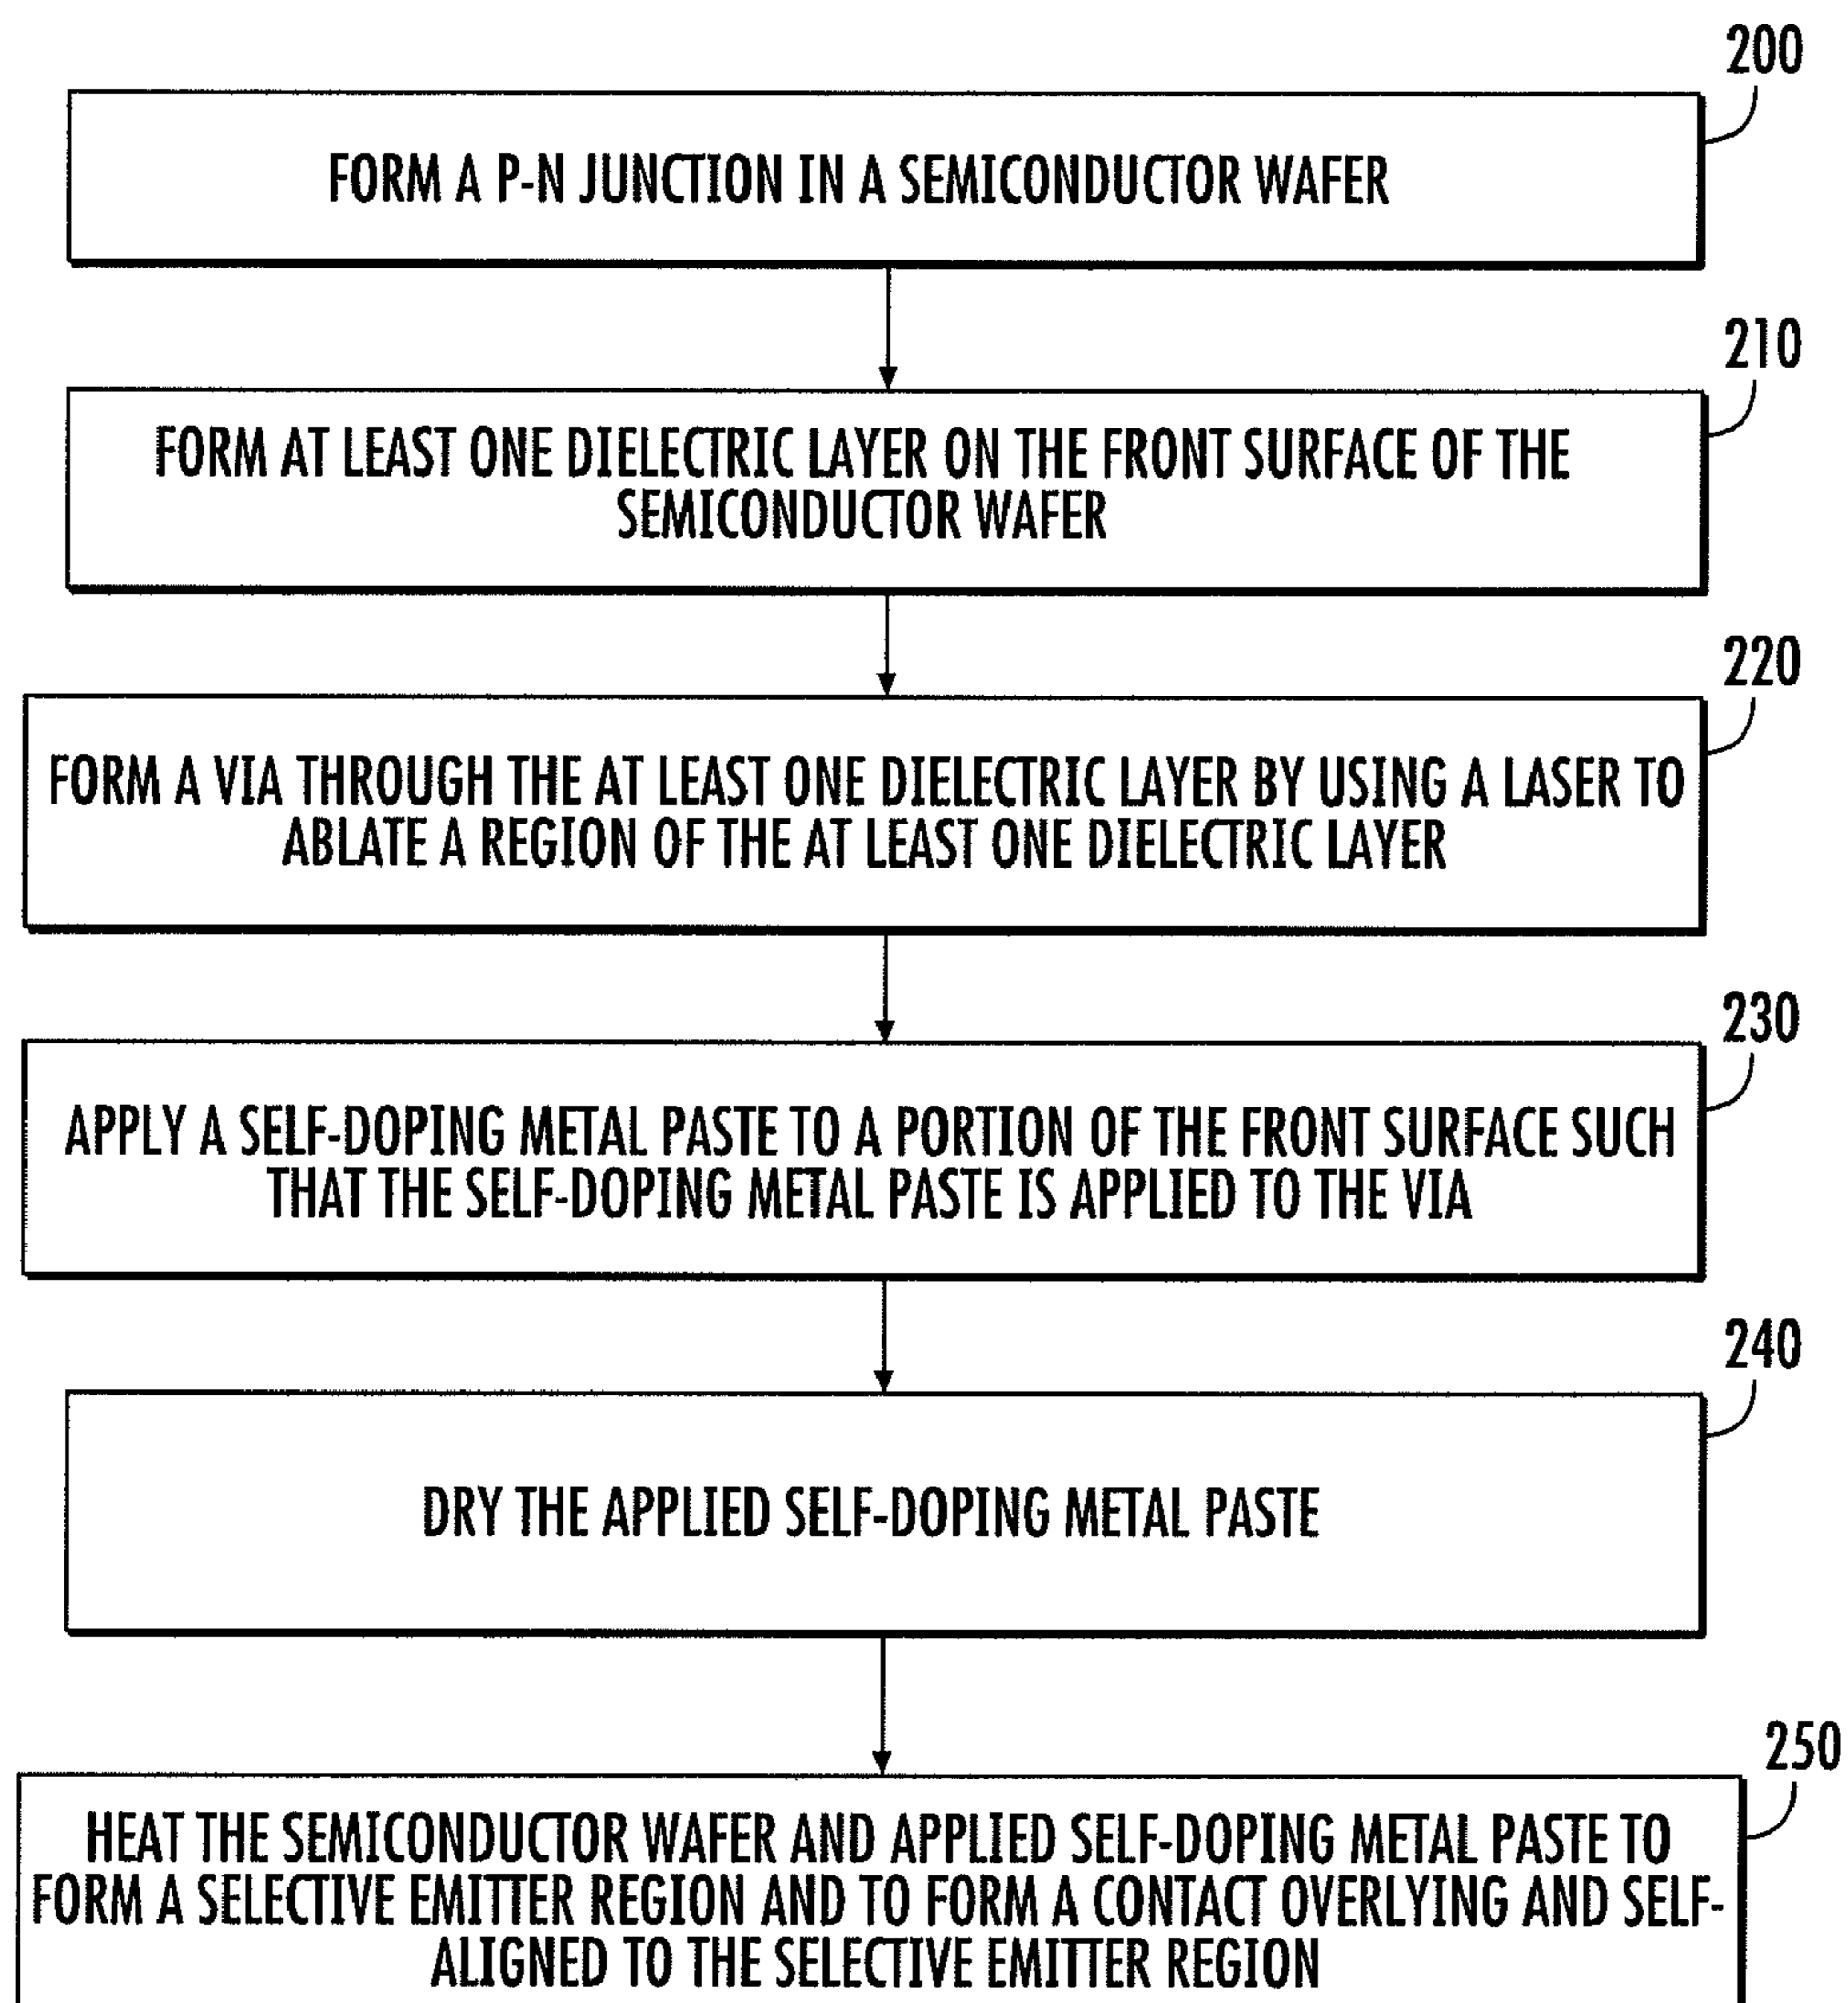 200
FORM A P-N JUNCTION IN A SEMICONDUCTOR WAFER
210
FORM AT LEAST ONE DIELECTRIC LAYER ON THE FRONT SURFACE OF THE
SEMICONDUCTOR WAFER
220
FORM A VIA THROUGH THE AT LEAST ONE DIELECTRIC LAYER BY USING A LASER TO
ABLATE A REGION OF THE AT LEAST ONE DIELECTRIC LAYER
230
APPLY A SELF-DOPING METAL PASTE TO A PORTION OF THE FRONT SURFACE SUCH
THAT THE SELF-DOPING METAL PASTE IS APPLIED TO THE VIA
240
DRY THE APPLIED SELF-DOPING METAL PASTE
250
HEAT THE SEMICONDUCTOR WAFER AND APPLIED SELF-DOPING METAL PASTE TO
FORM A SELECTIVE EMITTER REGION AND TO FORM A CONTACT OVERLYING AND SELF-
ALIGNED TO THE SELECTIVE EMITTER REGION